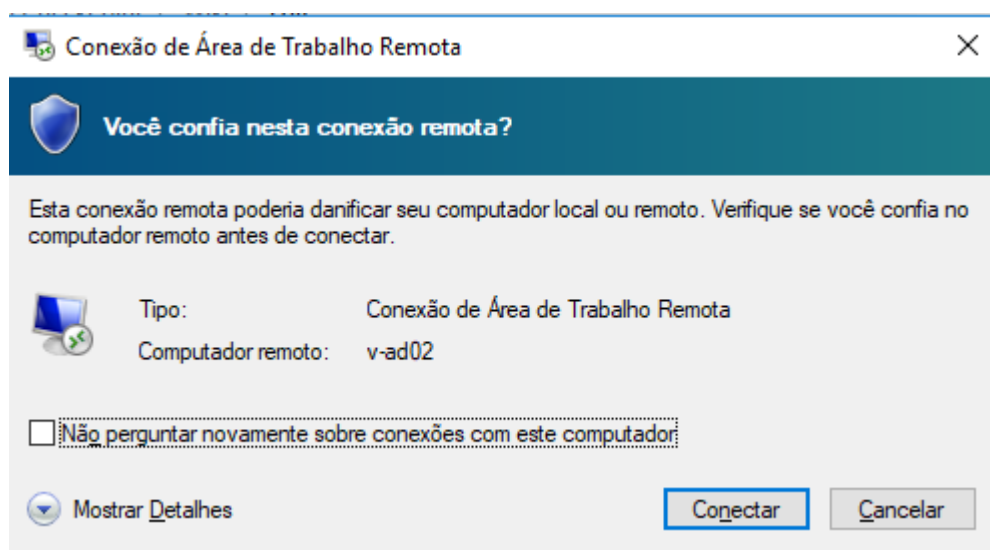 Conexão de Área de Trabalho Remota
Você confia nesta conexão remota?
Esta conexão remota poderia danificar seu computador local ou remoto. Verifique se você confia no
computador remoto antes de conectar.
Tipo: Conexão de Área de Trabalho Remota
Computador remoto: v-ad02
Não perguntar novamente sobre conexões com este computador
Mostrar Detalhes Conectar Cancelar